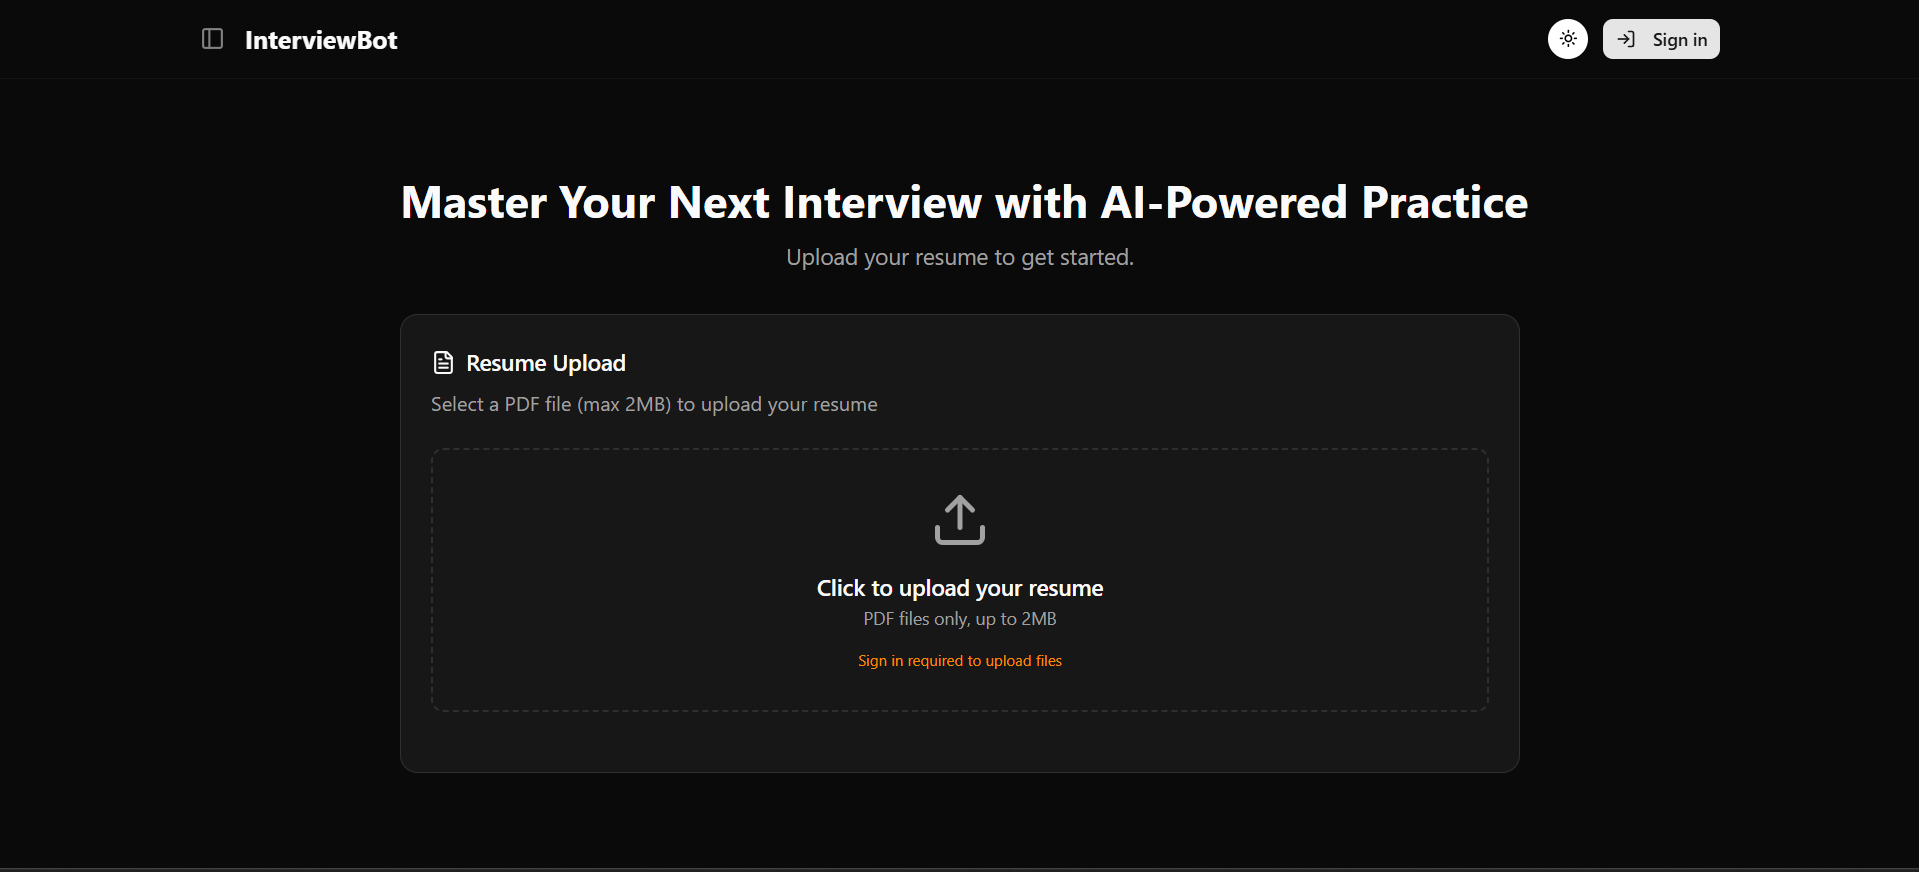 InterviewBot
Sign in
Master Your Next Interview with AI-Powered Practice
Upload your resume to get started.
Resume Upload
Select a PDF file (max 2MB) to upload your resume
Click to upload your resume
PDF files only, up to 2MB
Sign in required to upload files